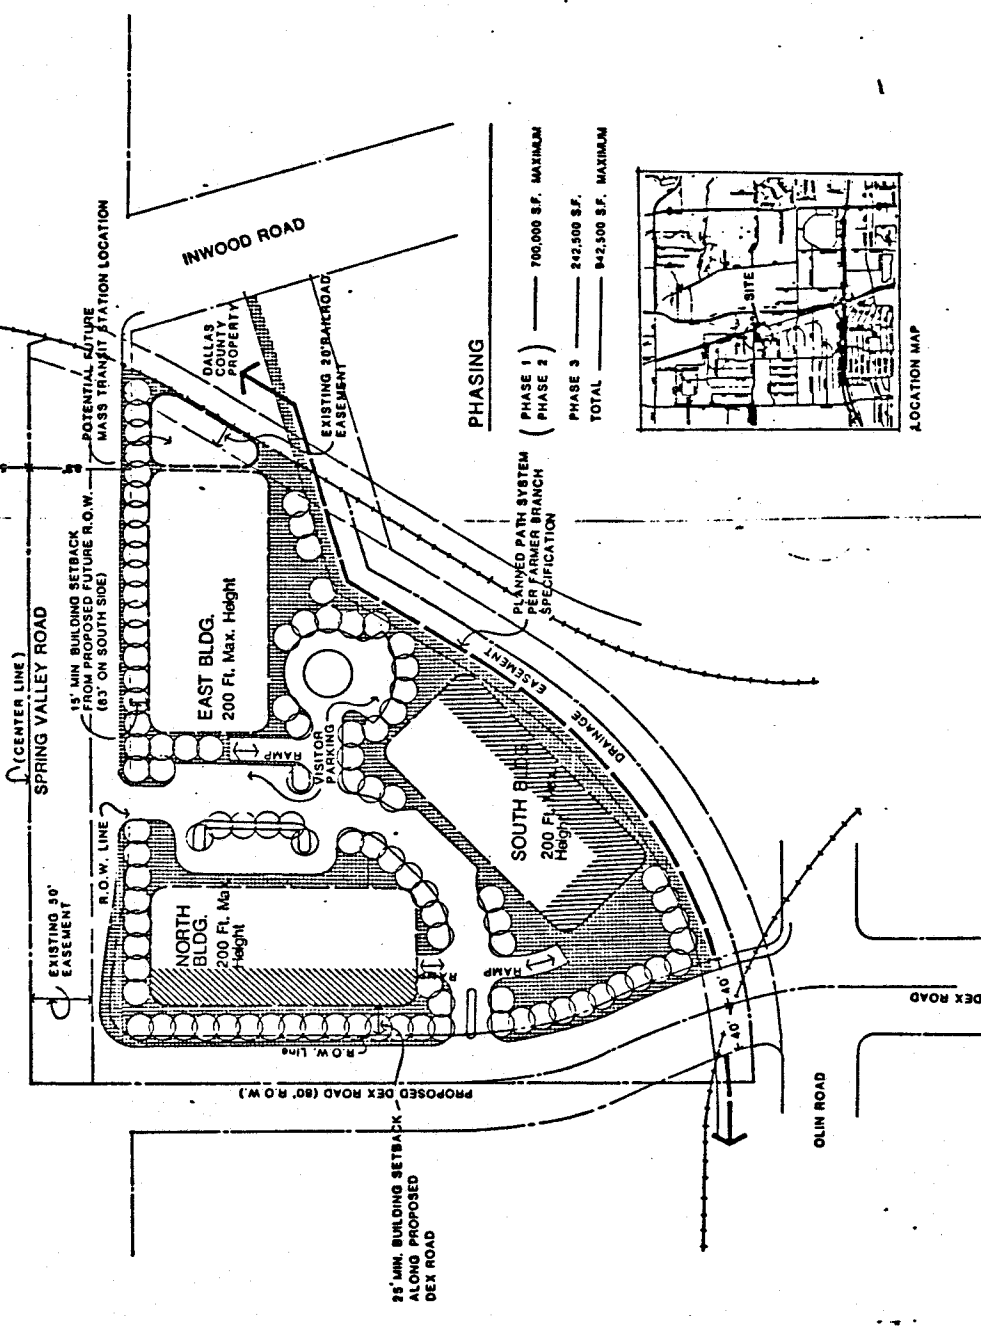 (CENTER LINE)
SPRING VALLEY ROAD
EXISTING 50'
EASEMENT
R.O.W. LINE
15' MIN BUILDING SETBACK
FROM PROPOSED FUTURE R.O.W.
(83' ON SOUTH SIDE)
POTENTIAL FUTURE
MASS TRANSIT STATION LOCATION
INWOOD ROAD
DALLAS
COUNTY
PROPERTY
EXISTING 20' RAILROAD
EASEMENT
EAST BLDG.
200 Ft. Max. Height
RAMP
VISITOR
PARKING
NORTH
BLDG.
200 Ft. Max
Height
SOUTH BLDG.
200 Ft. Max.
Height
RAMP
R.O.W. Line
PROPOSED DEX ROAD (80' R.O.W.)
25' MIN. BUILDING SETBACK
ALONG PROPOSED
DEX ROAD
DRAINAGE EASEMENT
PLANNED PATH SYSTEM
PER FARMER BRANCH
SPECIFICATION
40'
40'
DEX ROAD
OLIN ROAD
PHASING
(PHASE 1
PHASE 2) 700,000 S.F. MAXIMUM
PHASE 3 242,500 S.F.
TOTAL 942,500 S.F. MAXIMUM
SITE
LOCATION MAP